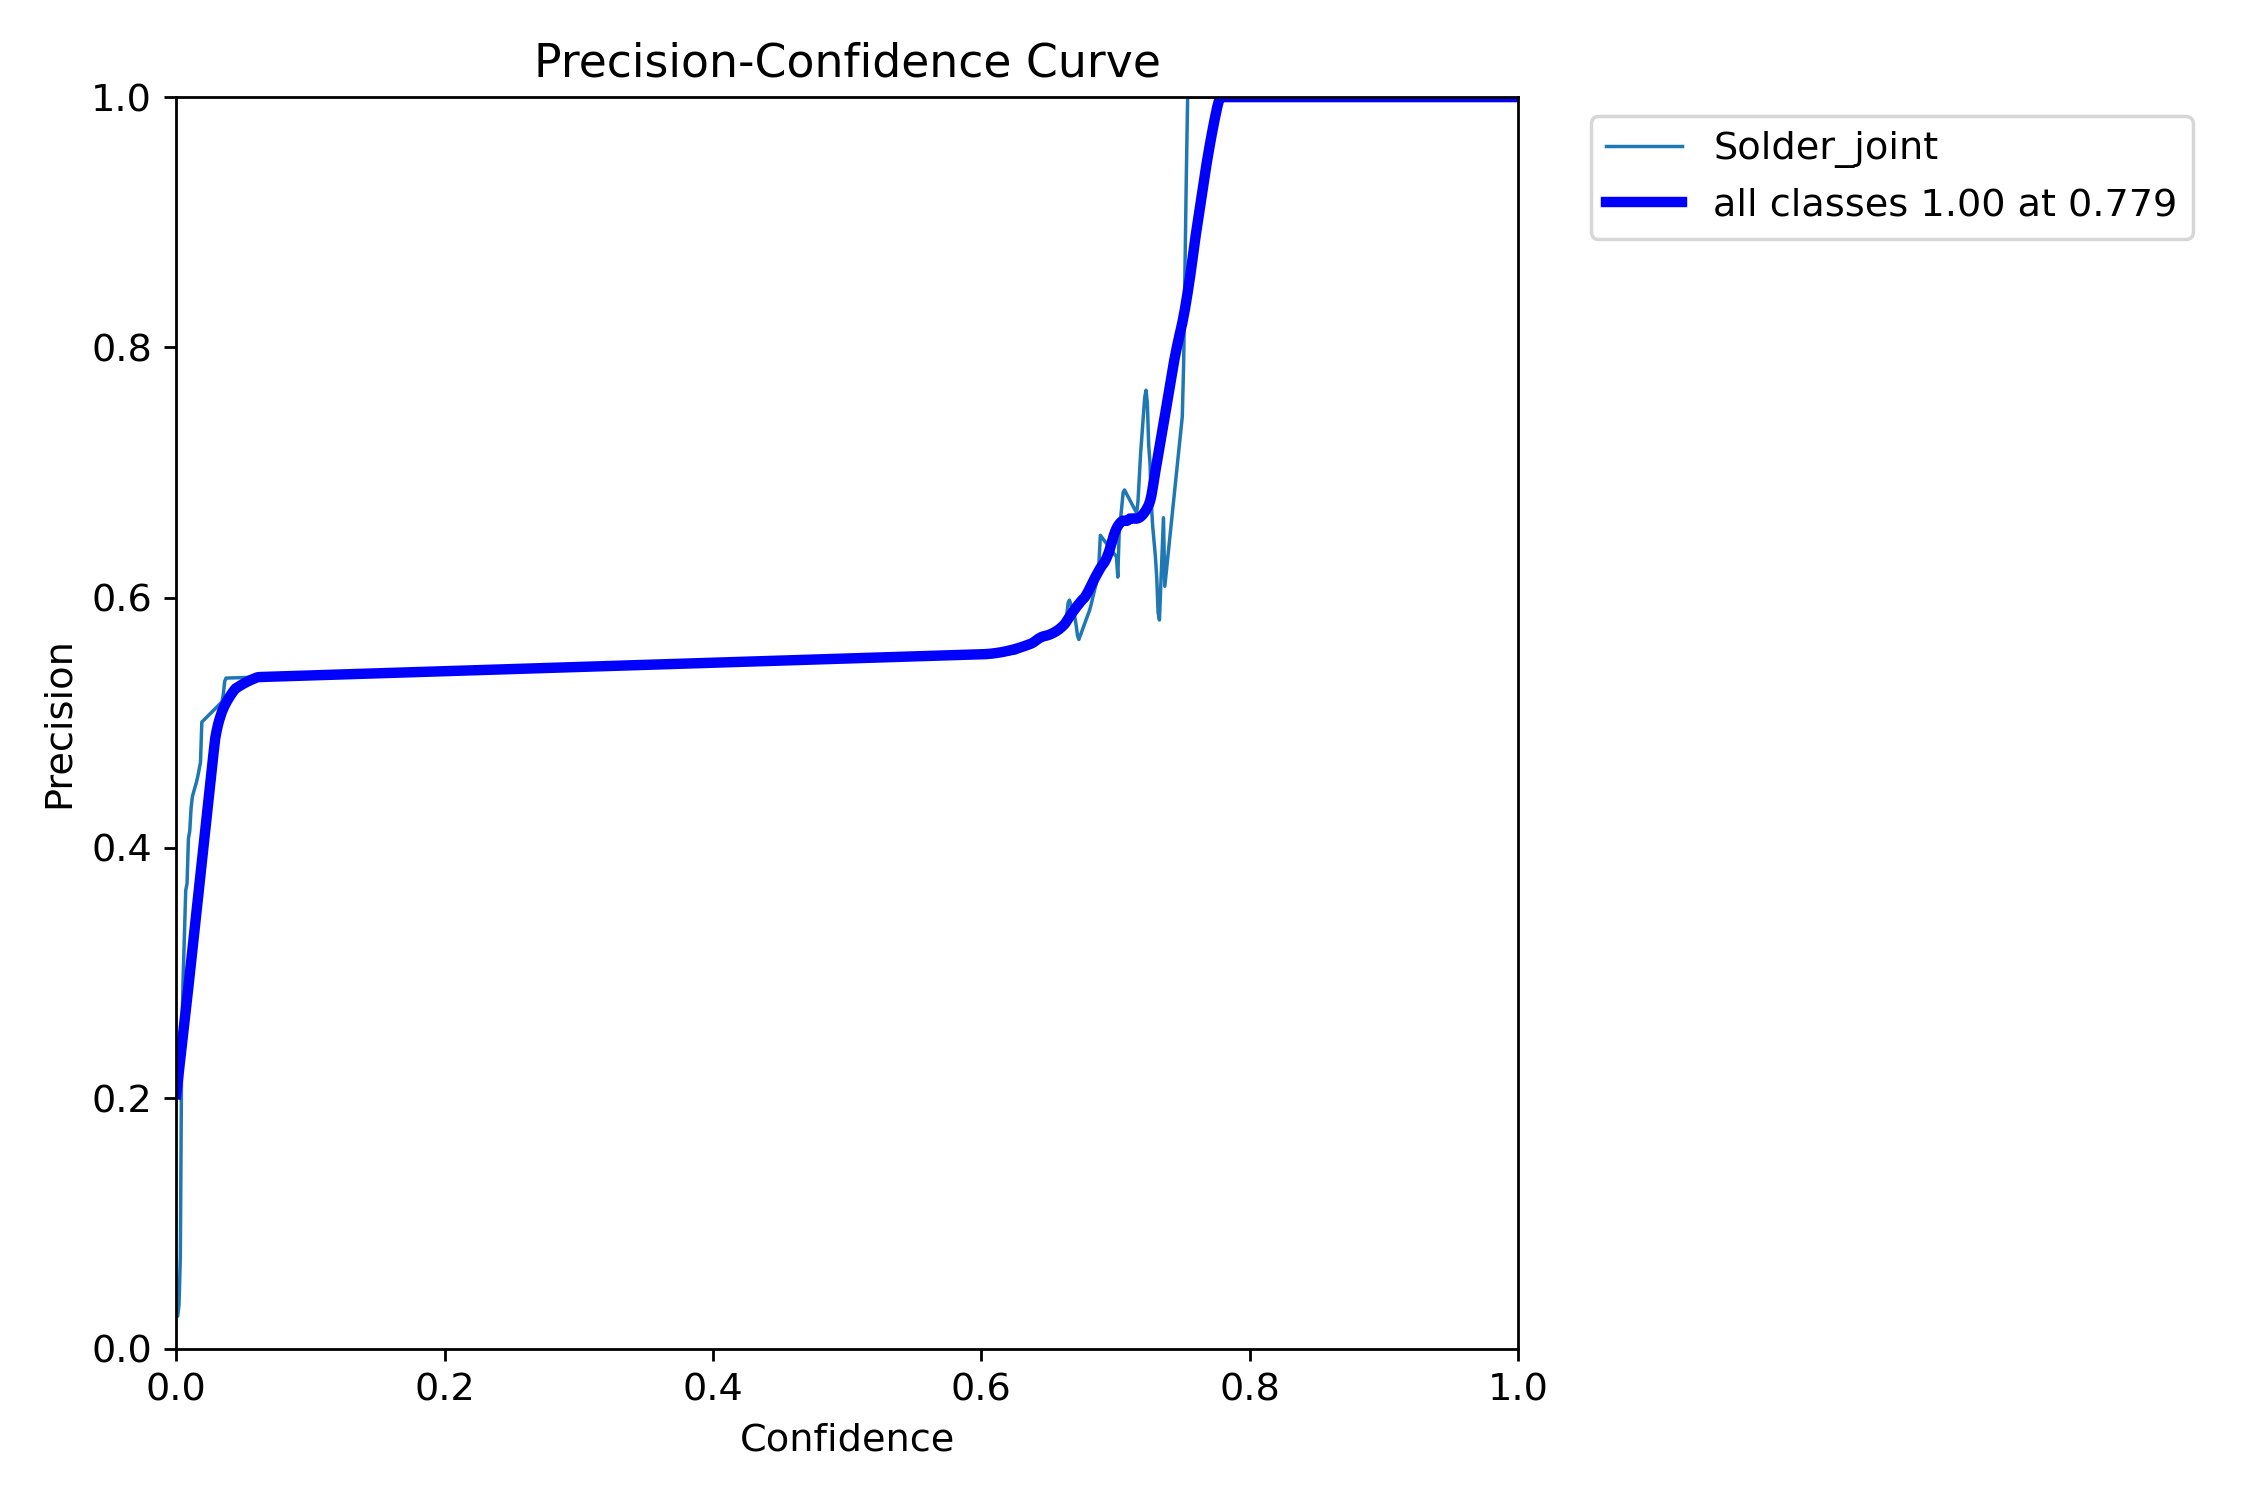 Precision-Confidence Curve
1.0
0.8
0.6
0.4
0.2
0.0
Precision
0.0 0.2 0.4 0.6 0.8 1.0
Confidence
Solder_joint
all classes 1.00 at 0.779